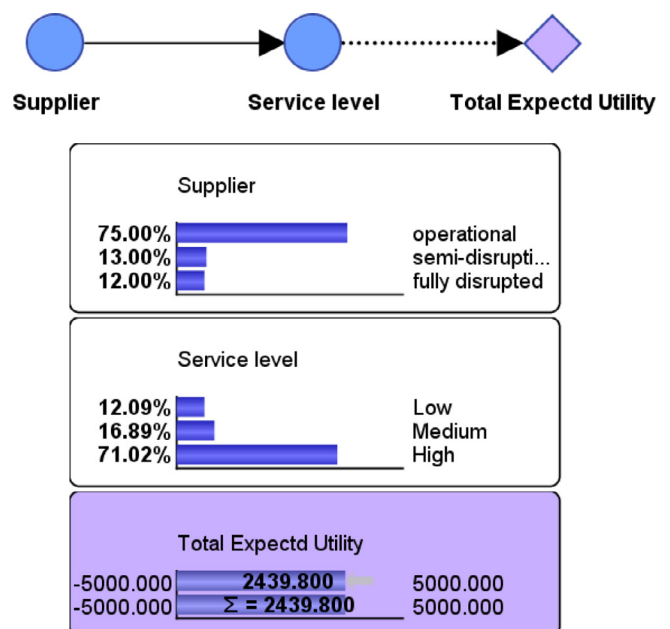 Supplier Service level Total Expectd Utility
Supplier
75.00% operational
13.00% semi-disrupti...
12.00% fully disrupted
Service level
12.09% Low
16.89% Medium
71.02% High
Total Expectd Utility
-5000.000 2439.800 5000.000
-5000.000 Σ = 2439.800 5000.000